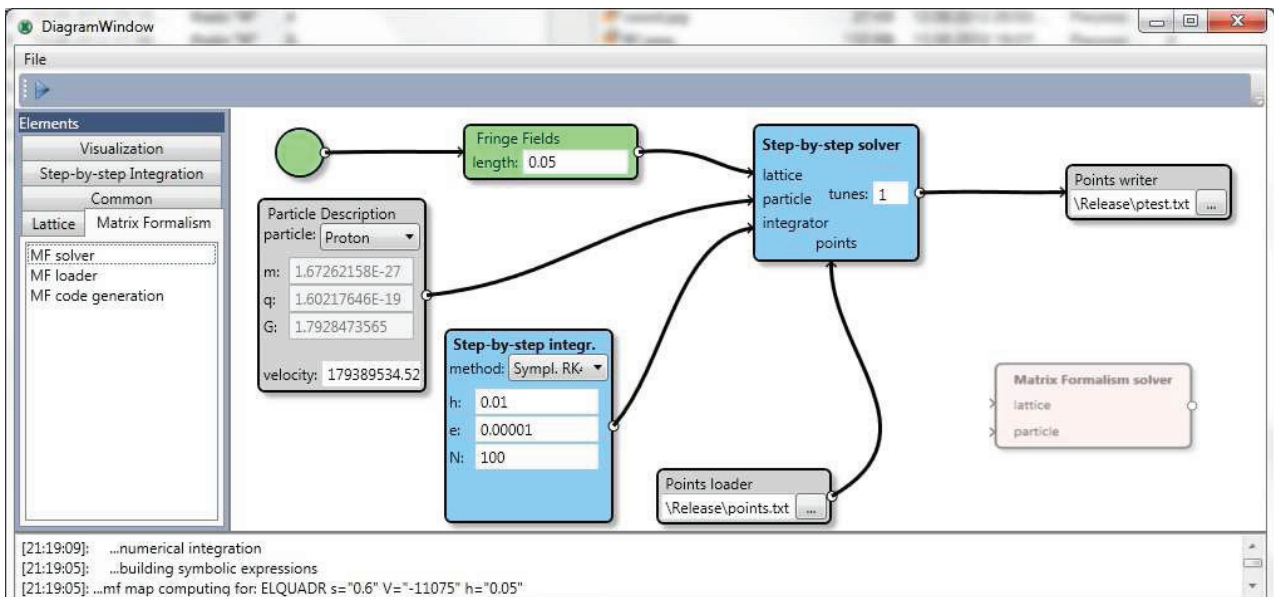 DiagramWindow
File
Elements
Visualization
Step-by-step Integration
Common
Lattice
Matrix Formalism
MF solver
MF loader
MF code generation
Fringe Fields
length: 0.05
Particle Description
particle: Proton
m: 1.67262158E-27
q: 1.60217646E-19
G: 1.7928473565
velocity: 179389534.52
Step-by-step integr.
method: Sympl. RK
h: 0.01
e: 0.00001
N: 100
Step-by-step solver
lattice
particle tunes: 1
integrator
points
Points writer
\Release\ptest.txt ...
Points loader
\Release\points.txt ...
Matrix Formalism solver
lattice
particle
[21:19:09]: ...numerical integration
[21:19:05]: ...building symbolic expressions
[21:19:05]: ...mf map computing for: ELQUADR s="0.6" V="-11075" h="0.05"